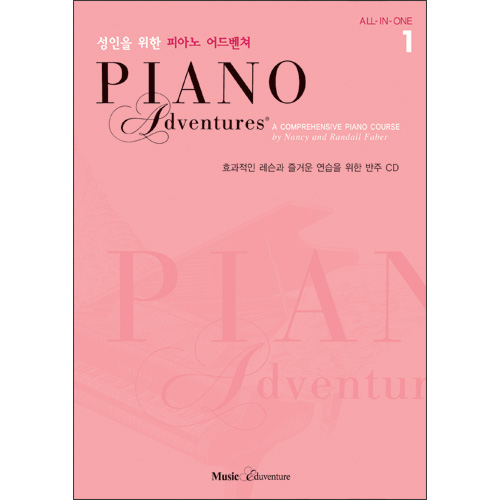 ALL-IN-ONE
성인을 위한 피아노 어드벤쳐
1
PIANO
Adventures®
A COMPREHENSIVE PIANO COURSE
by Nancy and Randall Faber
효과적인 레슨과 즐거운 연습을 위한 반주 CD
PIAN
Adventur
Music & Eduventure